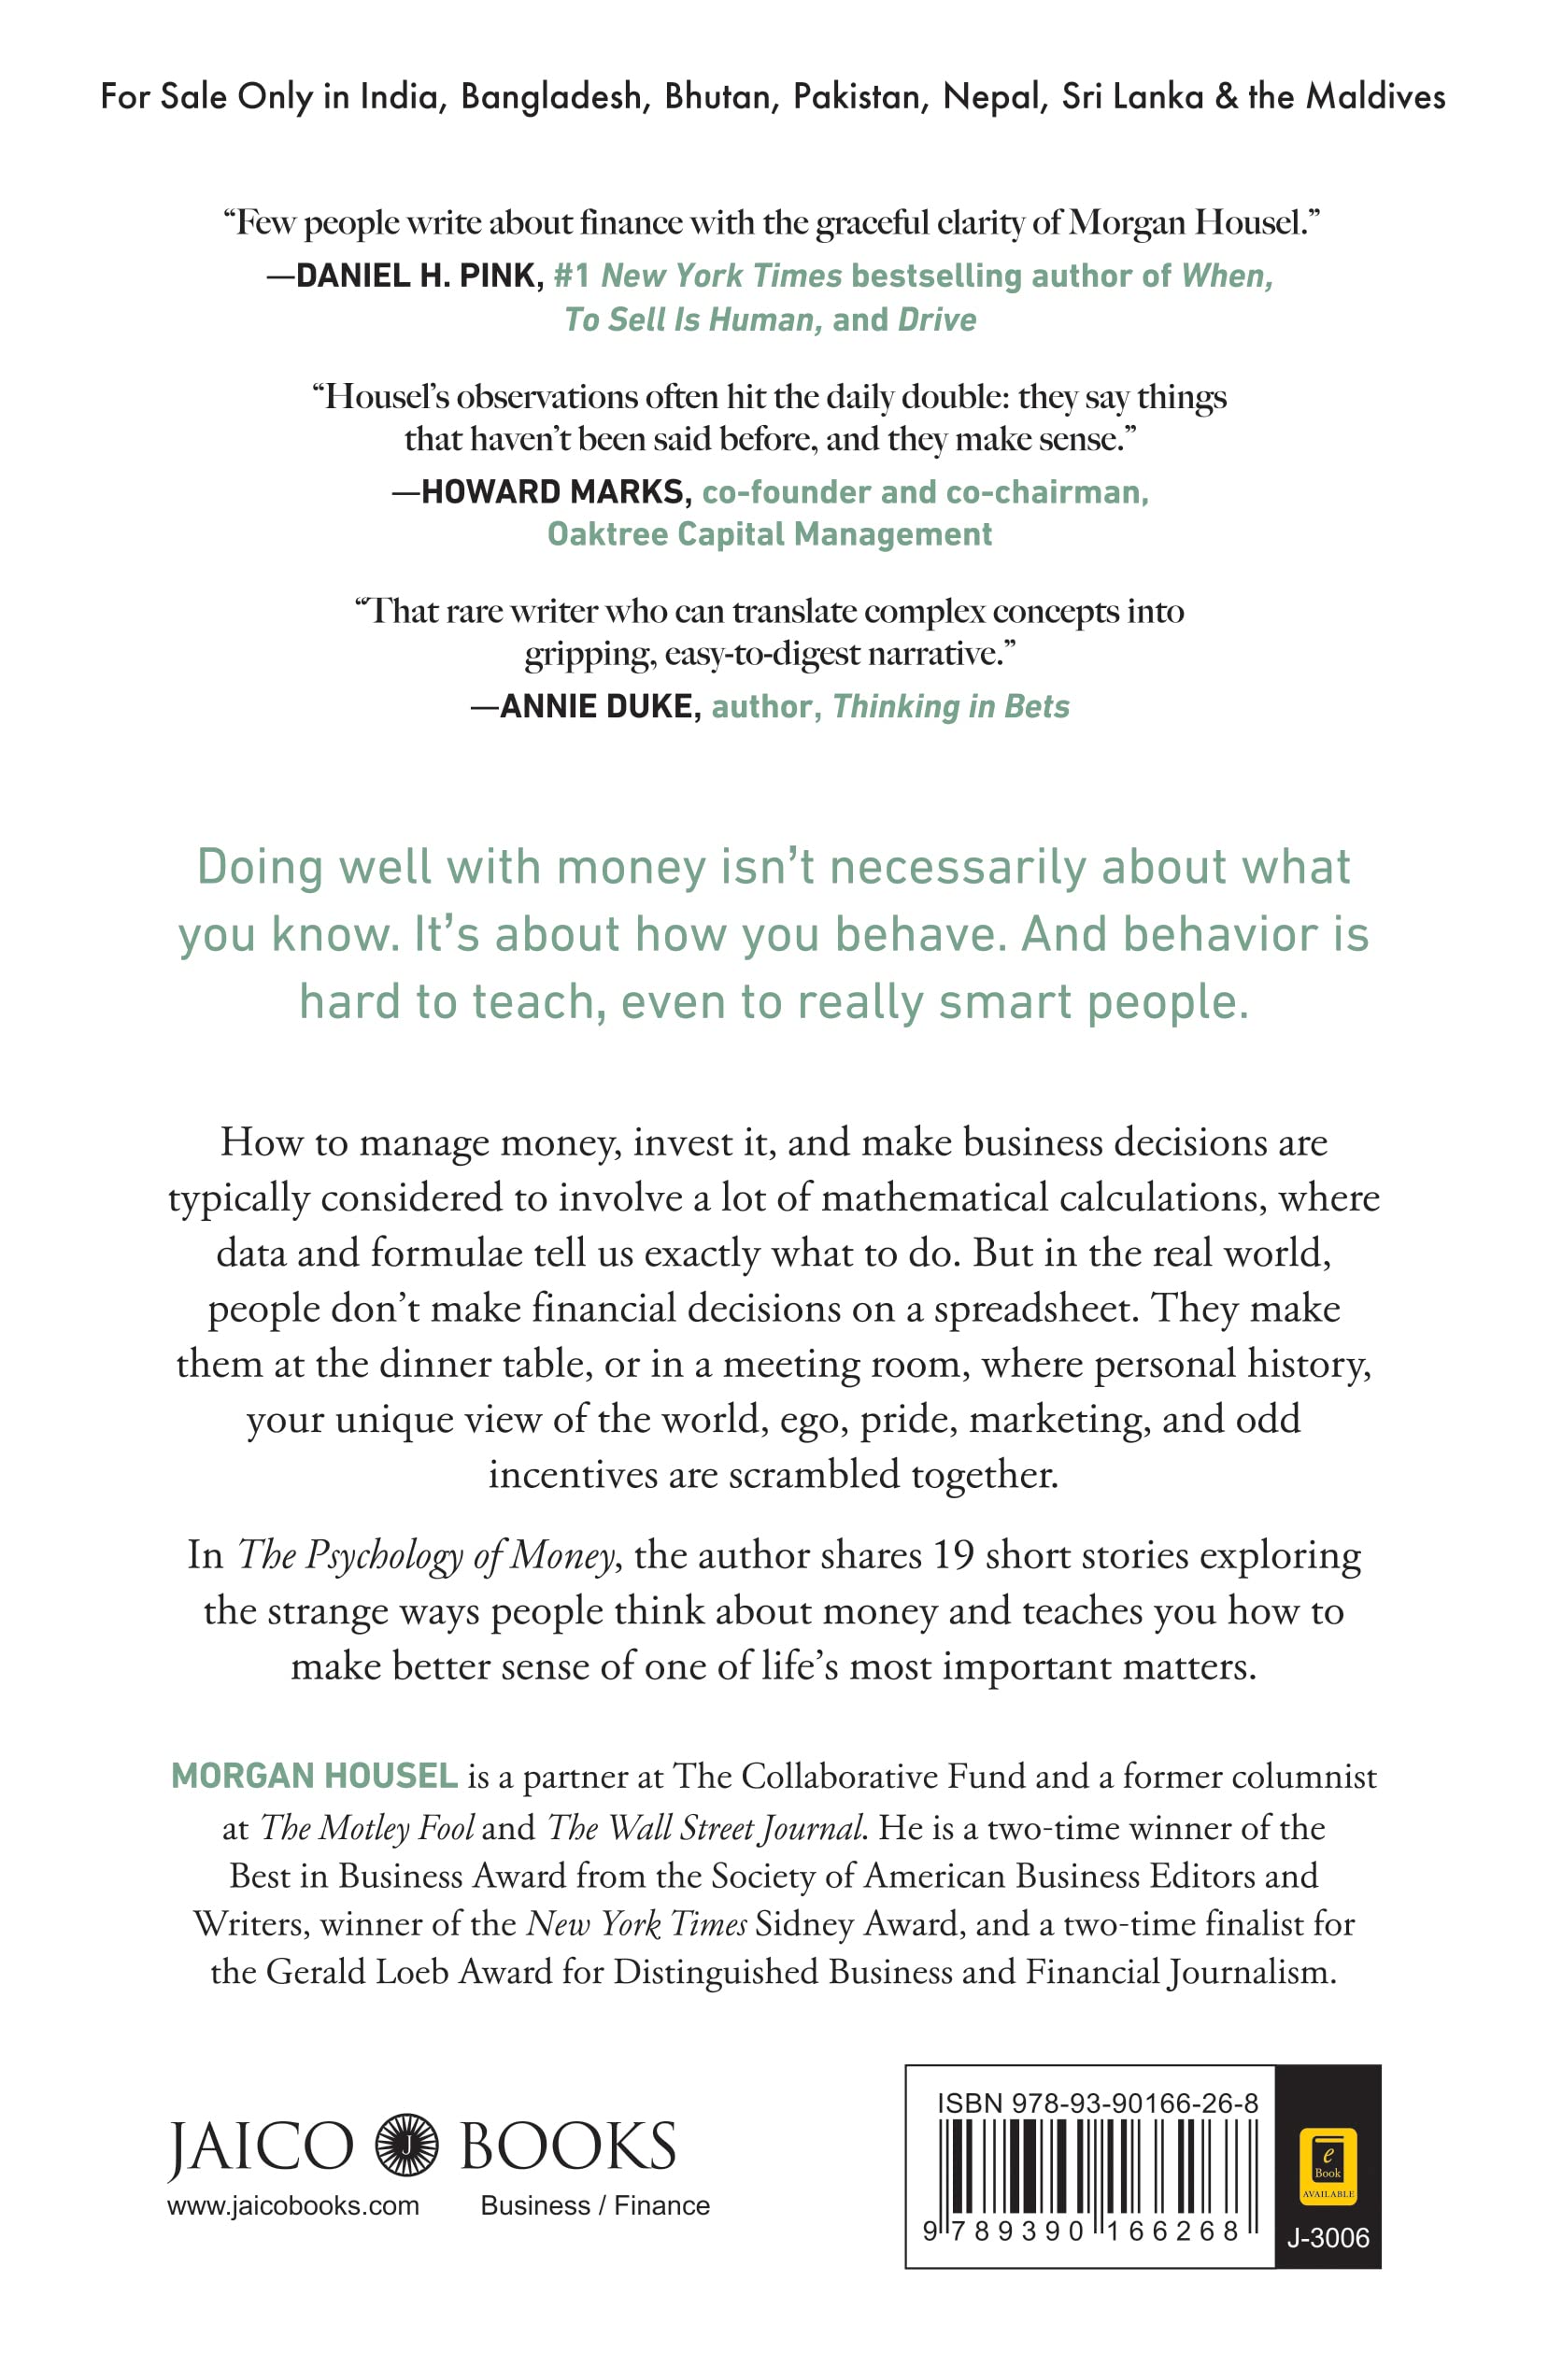 For Sale Only in India, Bangladesh, Bhutan, Pakistan, Nepal, Sri Lanka & the Maldives
“Few people write about finance with the graceful clarity of Morgan Housel.”
—DANIEL H. PINK, #1 New York Times bestselling author of When,
To Sell Is Human, and Drive
“Housel’s observations often hit the daily double: they say things
that haven’t been said before, and they make sense.”
—HOWARD MARKS, co-founder and co-chairman,
Oaktree Capital Management
“That rare writer who can translate complex concepts into
gripping, easy-to-digest narrative.”
—ANNIE DUKE, author, Thinking in Bets
Doing well with money isn’t necessarily about what
you know. It’s about how you behave. And behavior is
hard to teach, even to really smart people.
How to manage money, invest it, and make business decisions are
typically considered to involve a lot of mathematical calculations, where
data and formulae tell us exactly what to do. But in the real world,
people don’t make financial decisions on a spreadsheet. They make
them at the dinner table, or in a meeting room, where personal history,
your unique view of the world, ego, pride, marketing, and odd
incentives are scrambled together.
In The Psychology of Money, the author shares 19 short stories exploring
the strange ways people think about money and teaches you how to
make better sense of one of life’s most important matters.
MORGAN HOUSEL is a partner at The Collaborative Fund and a former columnist
at The Motley Fool and The Wall Street Journal. He is a two-time winner of the
Best in Business Award from the Society of American Business Editors and
Writers, winner of the New York Times Sidney Award, and a two-time finalist for
the Gerald Loeb Award for Distinguished Business and Financial Journalism.
JAICO J BOOKS
www.jaicobooks.com Business / Finance
ISBN 978-93-90166-26-8
9 789390 166268
e
Book
AVAILABLE
J-3006